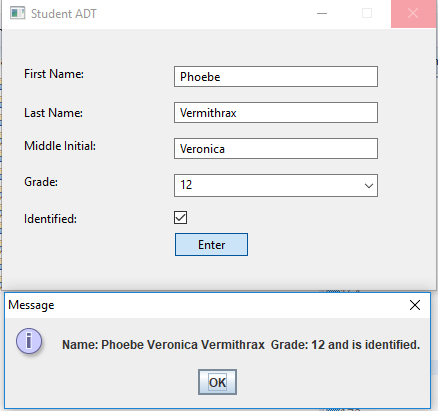 Student ADT
First Name: Phoebe
Last Name: Vermithrax
Middle Initial: Veronica
Grade: 12
Identified:
Enter
Message
Name: Phoebe Veronica Vermithrax  Grade: 12 and is identified.
OK